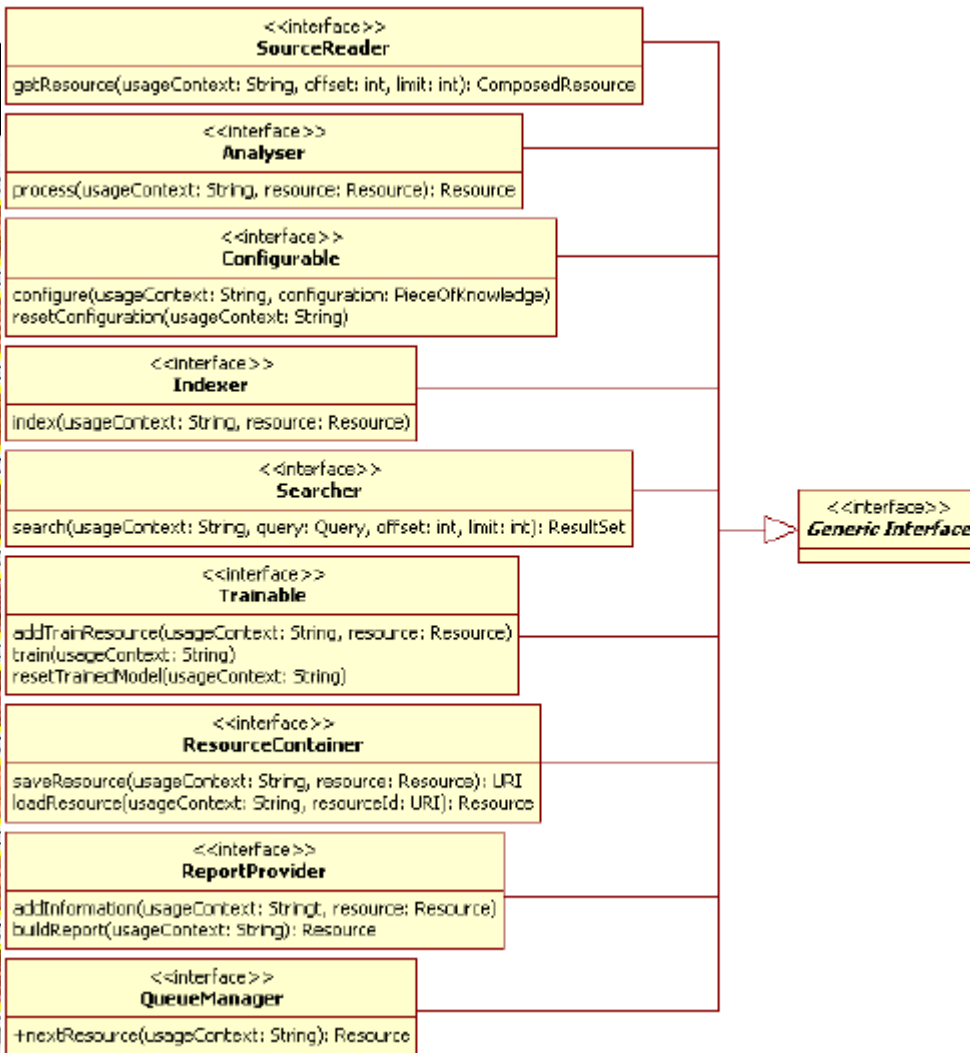 <<interface>>
SourceReader
getResource(usageContext: String, offset: int, limit: int): ComposedResource
<<interface>>
Analyser
process(usageContext: String, resource: Resource): Resource
<<interface>>
Configurable
configure(usageContext: String, configuration: PieceOfKnowledge)
resetConfiguration(usageContext: String)
<<interface>>
Indexer
index(usageContext: String, resource: Resource)
<<interface>>
Searcher
search(usageContext: String, query: Query, offset: int, limit: int): ResultSet
<<interface>>
Generic Interface
<<interface>>
Trainable
addTrainResource(usageContext: String, resource: Resource)
train(usageContext: String)
resetTrainedModel(usageContext: String)
<<interface>>
ResourceContainer
saveResource(usageContext: String, resource: Resource): URI
loadResource(usageContext: String, resourceId: URI): Resource
<<interface>>
ReportProvider
addInformation(usageContext: Stringt, resource: Resource)
buildReport(usageContext: String): Resource
<<interface>>
QueueManager
+nextResource(usageContext: String): Resource